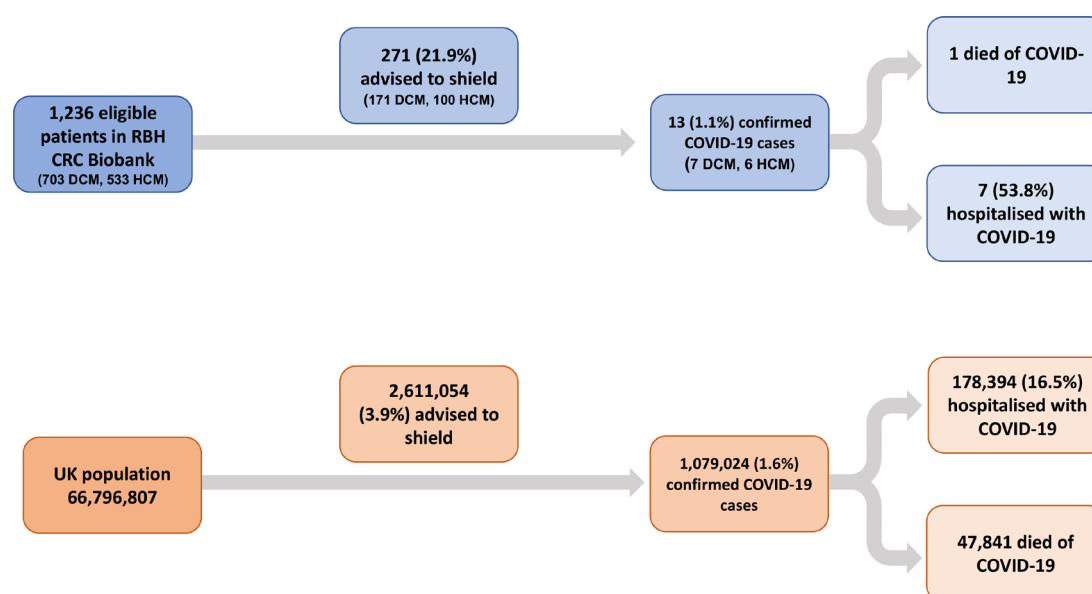 1,236 eligible
patients in RBH
CRC Biobank
(703 DCM, 533 HCM)
271 (21.9%)
advised to shield
(171 DCM, 100 HCM)
13 (1.1%) confirmed
COVID-19 cases
(7 DCM, 6 HCM)
1 died of COVID-
19
7 (53.8%)
hospitalised with
COVID-19
UK population
66,796,807
2,611,054
(3.9%) advised to
shield
1,079,024 (1.6%)
confirmed COVID-19
cases
178,394 (16.5%)
hospitalised with
COVID-19
47,841 died of
COVID-19